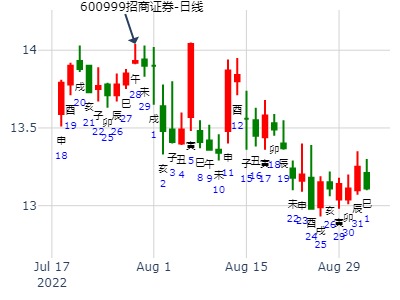 600999招商证券-日线
14
13.5
13
申
18
酉
19
戌
20
亥
21
子
22
卯
25
辰
26
巳
27
午
28
未
29
戌
1
亥
2
子
3
丑
4
寅
5
巳
8
午
9
未
10
申
11
酉
12
子
15
丑
16
寅
17
卯
18
辰
19
未
22
申
23
酉
24
戌
25
亥
26
寅
29
卯
30
辰
31
巳
1
Jul 17
2022
Aug 1
Aug 15
Aug 29